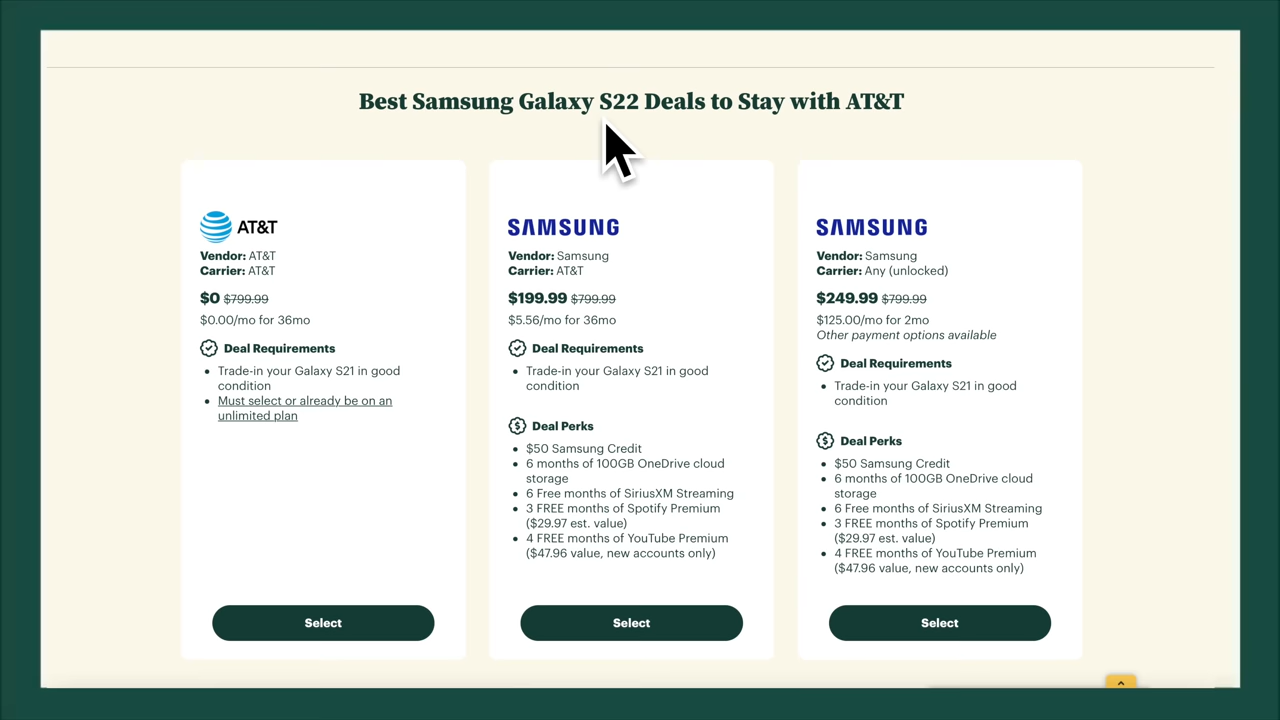 Best Samsung Galaxy S22 Deals to Stay with AT&T
AT&T
Vendor: AT&T
Carrier: AT&T
$0 $799.99
$0.00/mo for 36mo
Deal Requirements
• Trade-in your Galaxy S21 in good
condition
• Must select or already be on an
unlimited plan
Select
SAMSUNG
Vendor: Samsung
Carrier: AT&T
$199.99 $799.99
$5.56/mo for 36mo
Deal Requirements
• Trade-in your Galaxy S21 in good
condition
Deal Perks
• $50 Samsung Credit
• 6 months of 100GB OneDrive cloud
storage
• 6 Free months of SiriusXM Streaming
• 3 FREE months of Spotify Premium
($29.97 est. value)
• 4 FREE months of YouTube Premium
($47.96 value, new accounts only)
Select
SAMSUNG
Vendor: Samsung
Carrier: Any (unlocked)
$249.99 $799.99
$125.00/mo for 2mo
Other payment options available
Deal Requirements
• Trade-in your Galaxy S21 in good
condition
Deal Perks
• $50 Samsung Credit
• 6 months of 100GB OneDrive cloud
storage
• 6 Free months of SiriusXM Streaming
• 3 FREE months of Spotify Premium
($29.97 est. value)
• 4 FREE months of YouTube Premium
($47.96 value, new accounts only)
Select